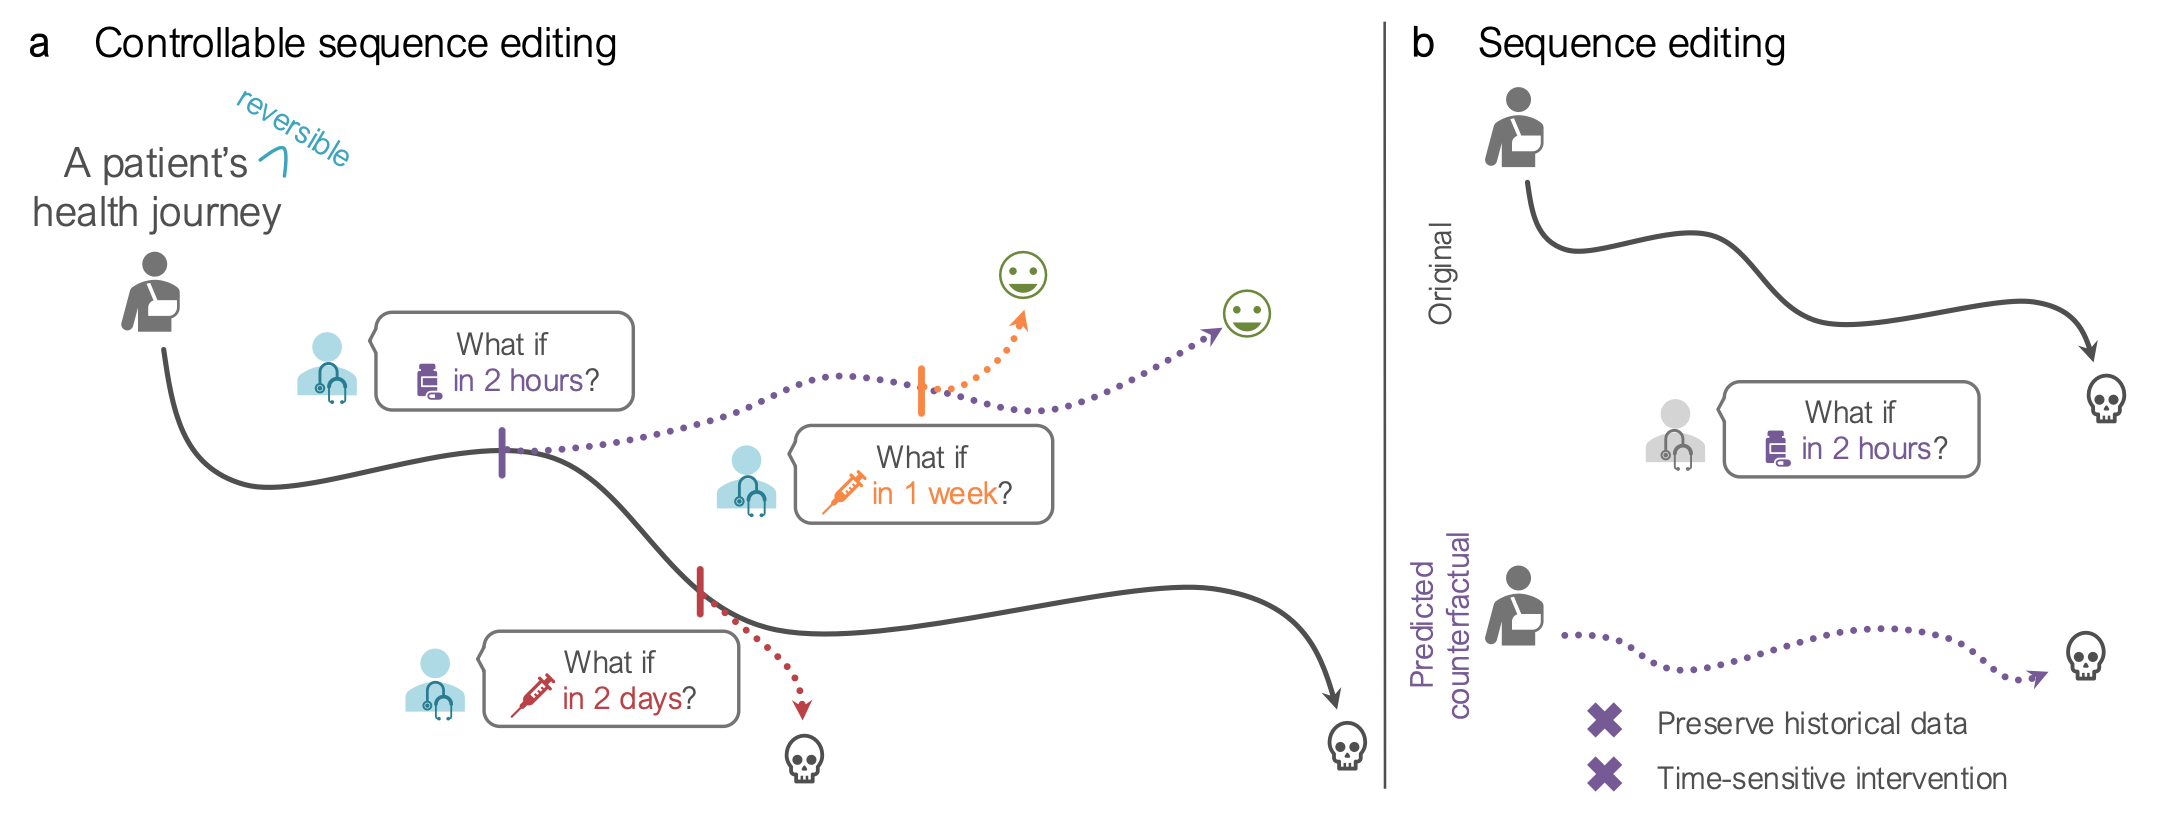 a Controllable sequence editing
reversible
A patient's
health journey
What if
in 2 hours?
What if
in 1 week?
What if
in 2 days?
b Sequence editing
Original
What if
in 2 hours?
Predicted
counterfactual
Preserve historical data
Time-sensitive intervention